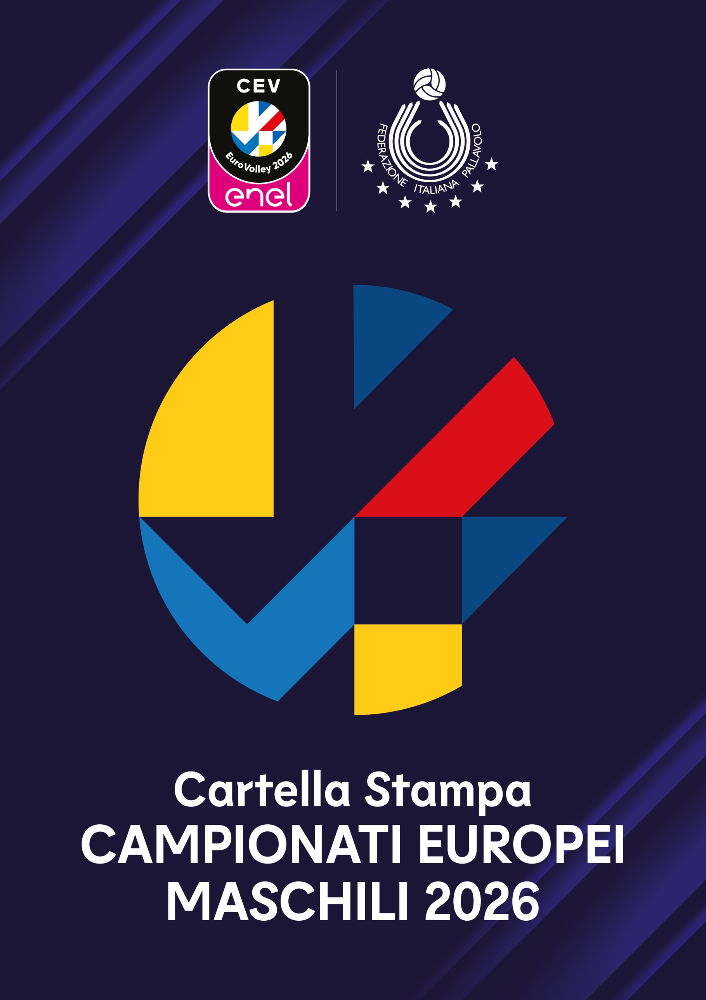 CEV
EuroVolley 2026
enel
FEDERAZIONE ITALIANA PALLAVOLO
Cartella Stampa
CAMPIONATI EUROPEI
MASCHILI 2026